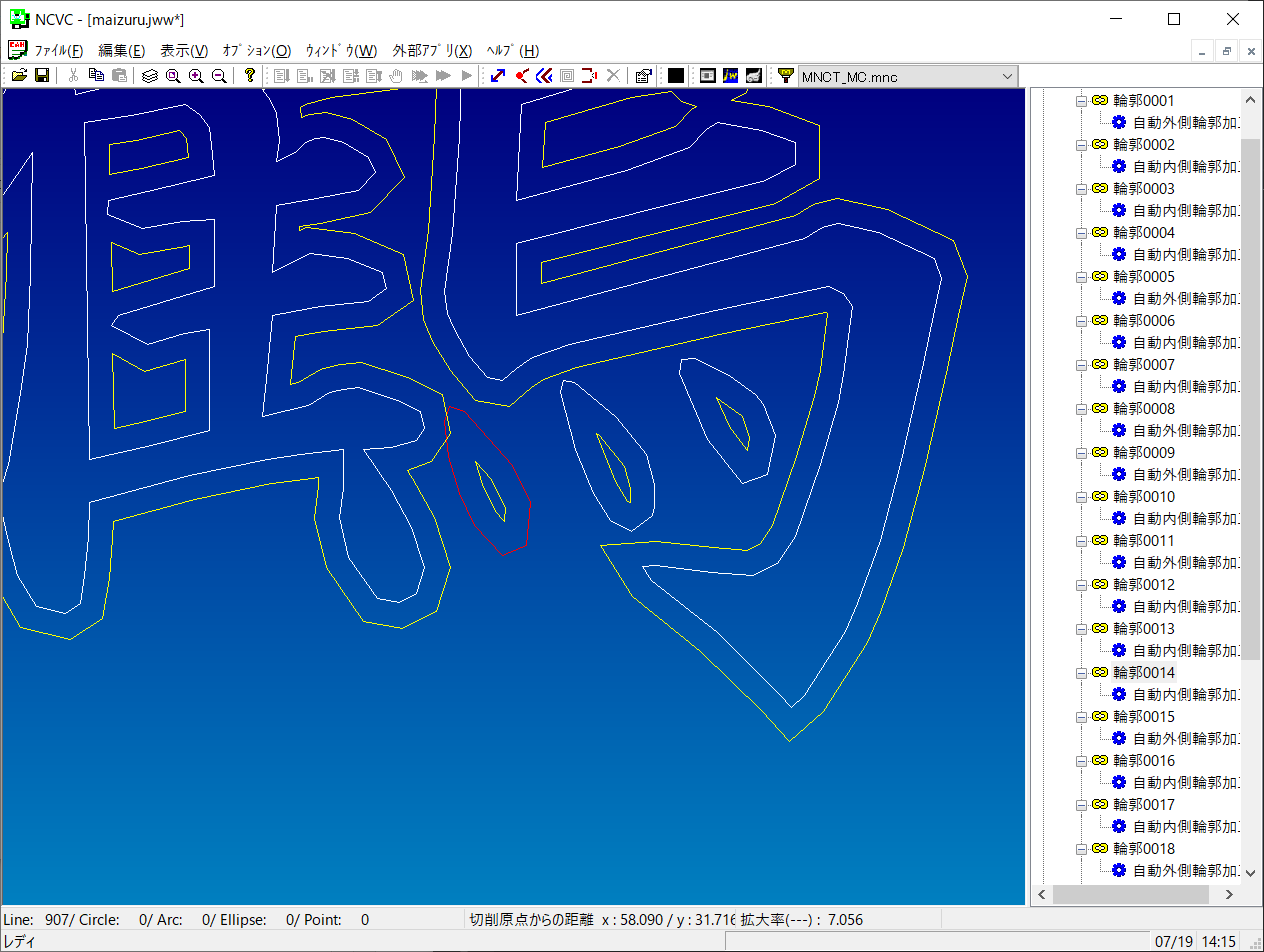 NCVC - [maizuru.jww*]
ﾌｧｲﾙ(F) 編集(E) 表示(V) ｵﾌﾟｼｮﾝ(O) ｳｨﾝﾄﾞｳ(W) 外部ｱﾌﾟﾘ(X) ﾍﾙﾌﾟ(H)
MNCT_MC.mnc
輪郭0001
自動外側輪郭加
輪郭0002
自動内側輪郭加
輪郭0003
自動内側輪郭加
輪郭0004
自動内側輪郭加
輪郭0005
自動外側輪郭加
輪郭0006
自動内側輪郭加
輪郭0007
自動内側輪郭加
輪郭0008
自動外側輪郭加
輪郭0009
自動外側輪郭加
輪郭0010
自動内側輪郭加
輪郭0011
自動外側輪郭加
輪郭0012
自動内側輪郭加
輪郭0013
自動内側輪郭加
輪郭0014
自動内側輪郭加
輪郭0015
自動外側輪郭加
輪郭0016
自動内側輪郭加
輪郭0017
自動内側輪郭加
輪郭0018
自動外側輪郭加
Line: 907/ Circle: 0/ Arc: 0/ Ellipse: 0/ Point: 0 切削原点からの距離 x : 58.090 / y : 31.716 拡大率(---) : 7.056
レディ 07/19 14:15